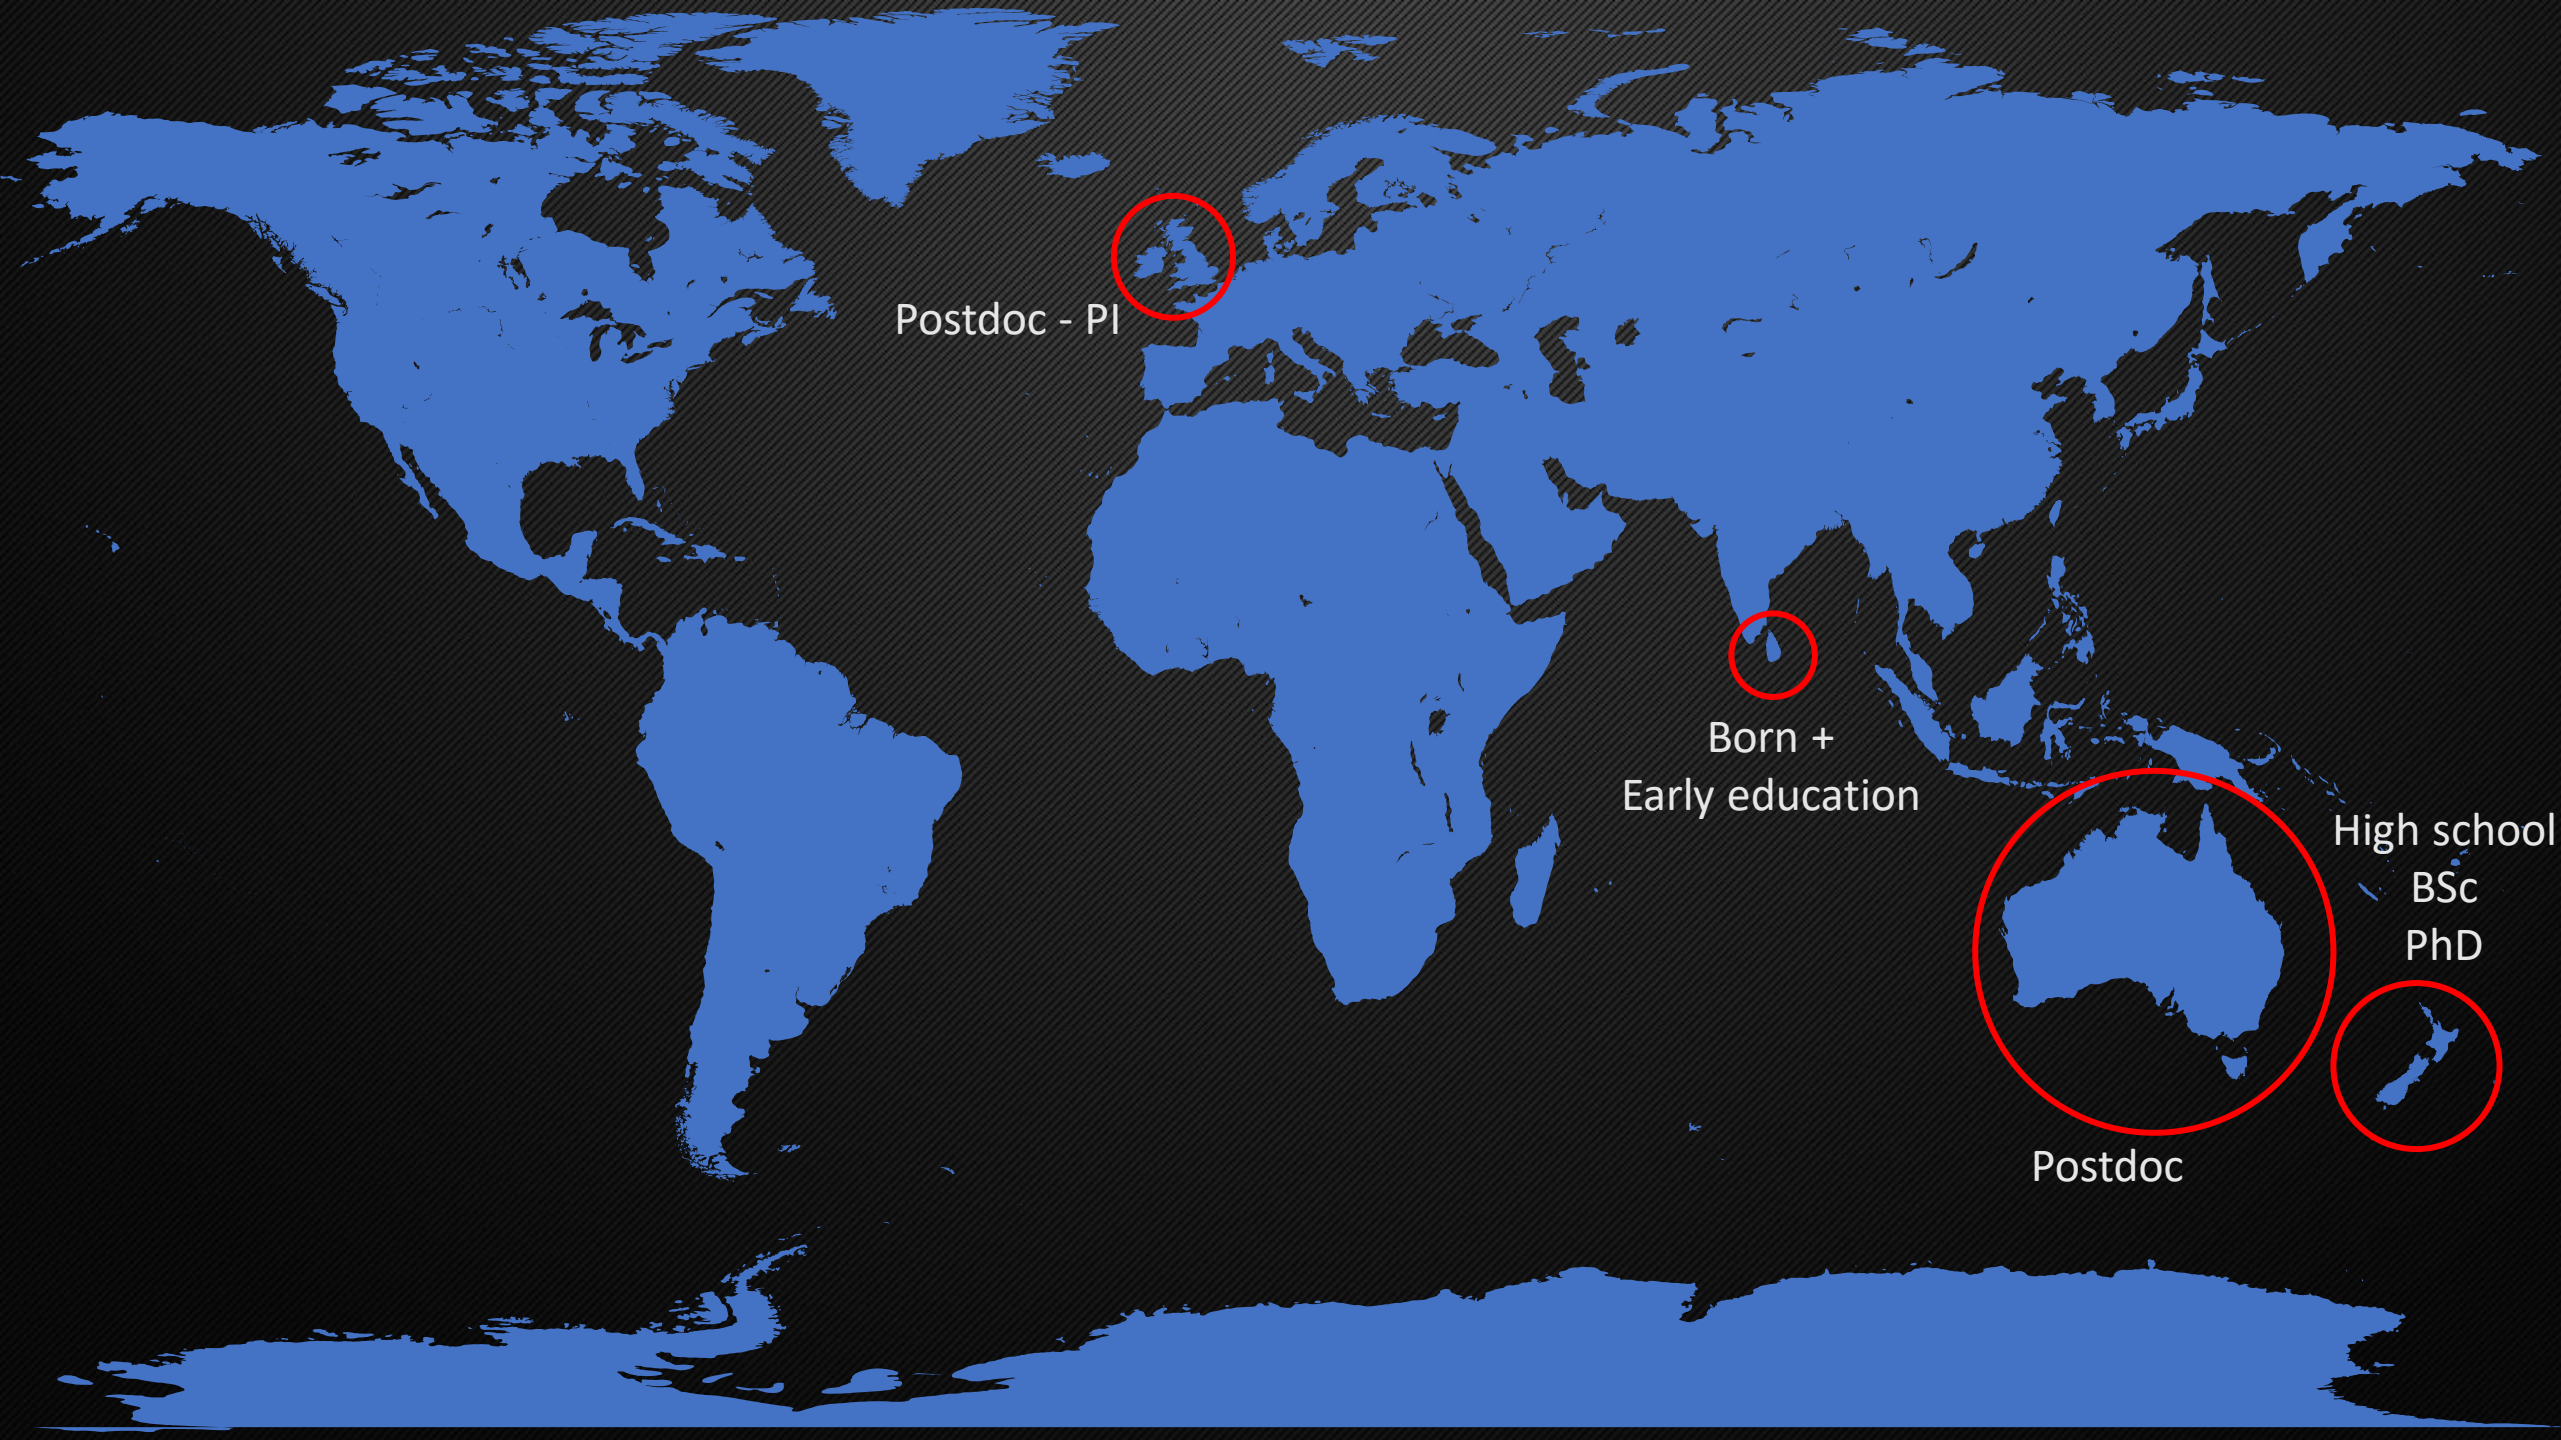 Postdoc - PI
Born +
Early education
High school
BSc
PhD
Postdoc